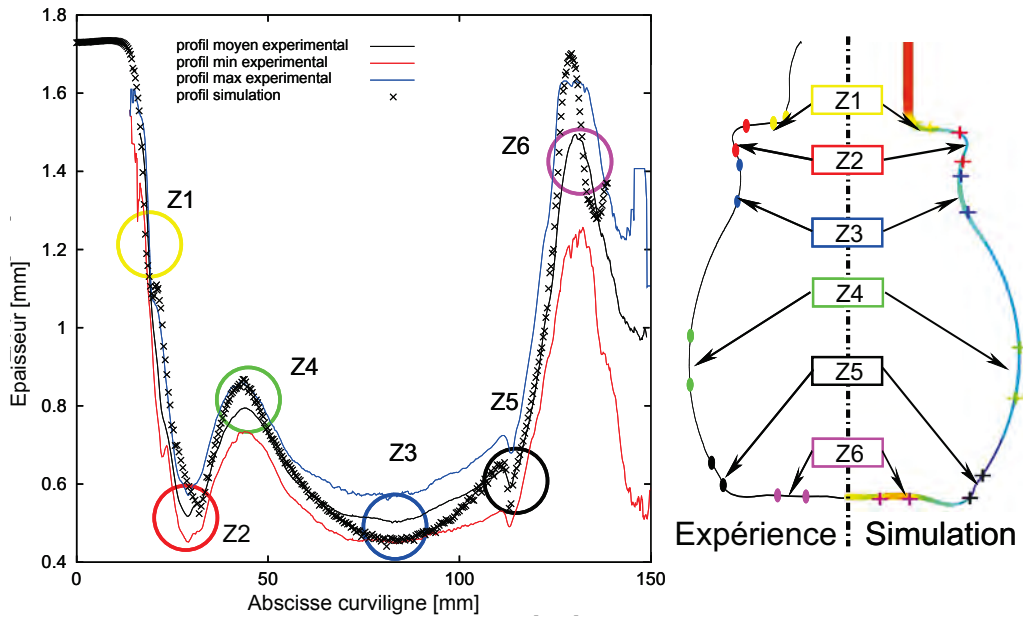 1.8
1.6
1.4
1.2
1
0.8
0.6
0.4
0
50
100
150
Epaisseur [mm]
Abscisse curviligne [mm]
profil moyen experimental
profil min experimental
profil max experimental
profil simulation
Z1
Z2
Z4
Z3
Z5
Z6
Z1
Z2
Z3
Z4
Z5
Z6
Expérience
Simulation